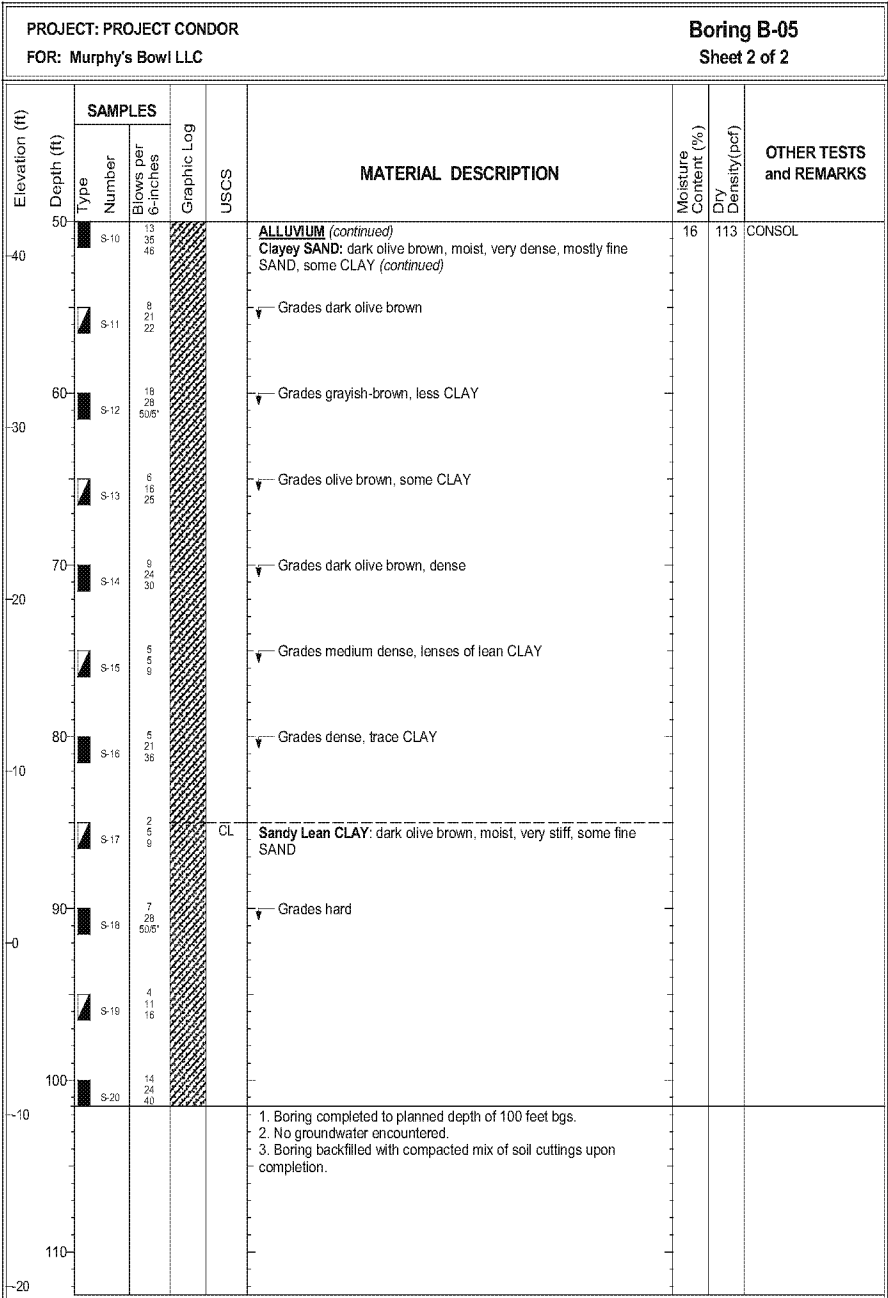 PROJECT: PROJECT CONDOR
FOR: Murphy's Bowl LLC
Boring B-05
Sheet 2 of 2
Elevation (ft)
Depth (ft)
SAMPLES
Type
Number
Blows per
6-inches
Graphic Log
USCS
MATERIAL DESCRIPTION
Moisture
Content (%)
Dry
Density(pcf)
OTHER TESTS
and REMARKS
50
S-10
13
35
46
ALLUVIUM (continued)
Clayey SAND: dark olive brown, moist, very dense, mostly fine
SAND, some CLAY (continued)
16
113
CONSOL
40
S-11
8
21
22
Grades dark olive brown
60
S-12
18
28
50/5"
Grades grayish-brown, less CLAY
30
S-13
6
16
25
Grades olive brown, some CLAY
70
S-14
9
24
30
Grades dark olive brown, dense
20
S-15
5
5
9
Grades medium dense, lenses of lean CLAY
80
S-16
5
21
36
Grades dense, trace CLAY
10
S-17
2
5
9
CL
Sandy Lean CLAY: dark olive brown, moist, very stiff, some fine
SAND
90
S-18
7
28
50/5"
Grades hard
0
S-19
4
11
16
100
S-20
14
24
40
-10
1. Boring completed to planned depth of 100 feet bgs.
2. No groundwater encountered.
3. Boring backfilled with compacted mix of soil cuttings upon
completion.
110
-20